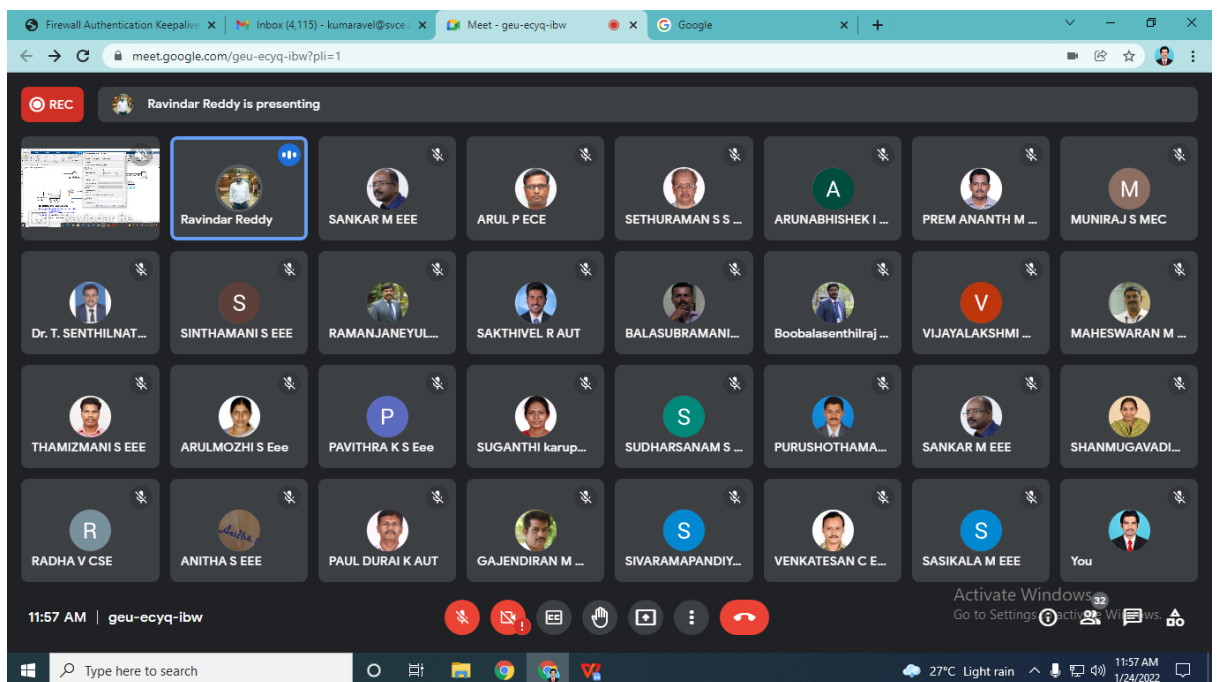 Firewall Authentication Keepalive
Inbox (4,115) - kumaravel@svce.
Meet - geu-ecyq-ibw
Google
meet.google.com/geu-ecyq-ibw?pli=1
REC
Ravindar Reddy is presenting
Ravindar Re...
Ravindar Reddy
SANKAR M EEE
ARUL P ECE
SETHURAMAN S S ...
A
ARUNABHISHEK I ...
PREM ANANTH M ...
M
MUNIRAJ S MEC
Dr. T. SENTHILNAT...
S
SINTHAMANI S EEE
RAMANJANEYUL...
SAKTHIVEL R AUT
BALASUBRAMANI...
Boobalasenthilraj ...
V
VIJAYALAKSHMI ...
MAHESWARAN M ...
THAMIZMANI S EEE
ARULMOZHI S Eee
P
PAVITHRA K S Eee
SUGANTHI karup...
S
SUDHARSANAM S ...
PURUSHOTHAMA...
SANKAR M EEE
SHANMUGAVADI...
R
RADHA V CSE
Anitha.
ANITHA S EEE
PAUL DURAI K AUT
GAJENDIRAN M ...
S
SIVARAMAPANDIY...
VENKATESAN C E...
S
SASIKALA M EEE
You
11:57 AM | geu-ecyq-ibw
CC
Activate Windows
32
Go to Settings to activate Windows.
Type here to search
27°C Light rain
11:57 AM
1/24/2022